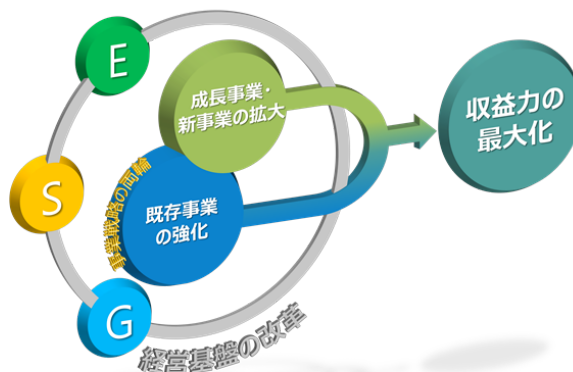 E
成長事業・
新事業の拡大
収益力の
最大化
S
事業戦略の両輪
既存事業
の強化
G
経営基盤の改革